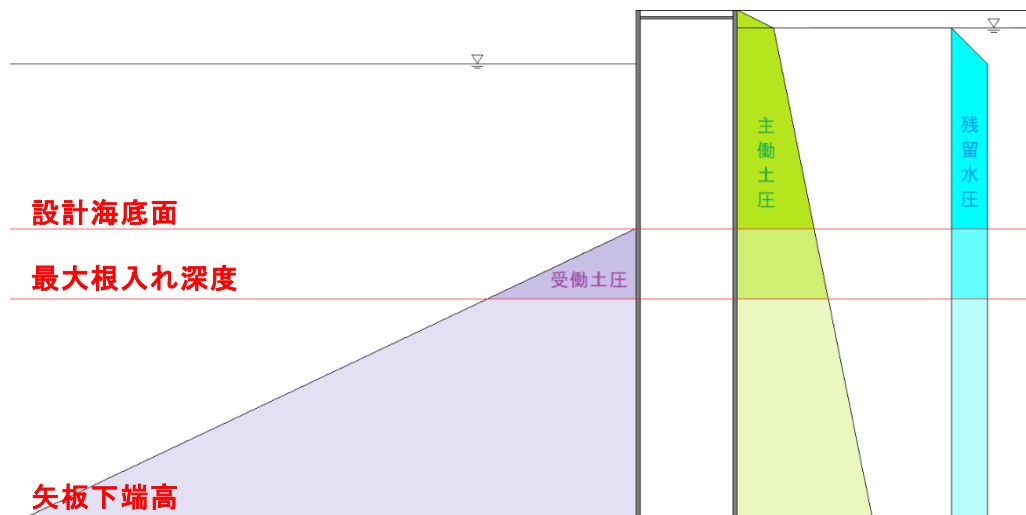 主働土圧
残留水圧
設計海底面
最大根入れ深度
受働土圧
矢板下端高